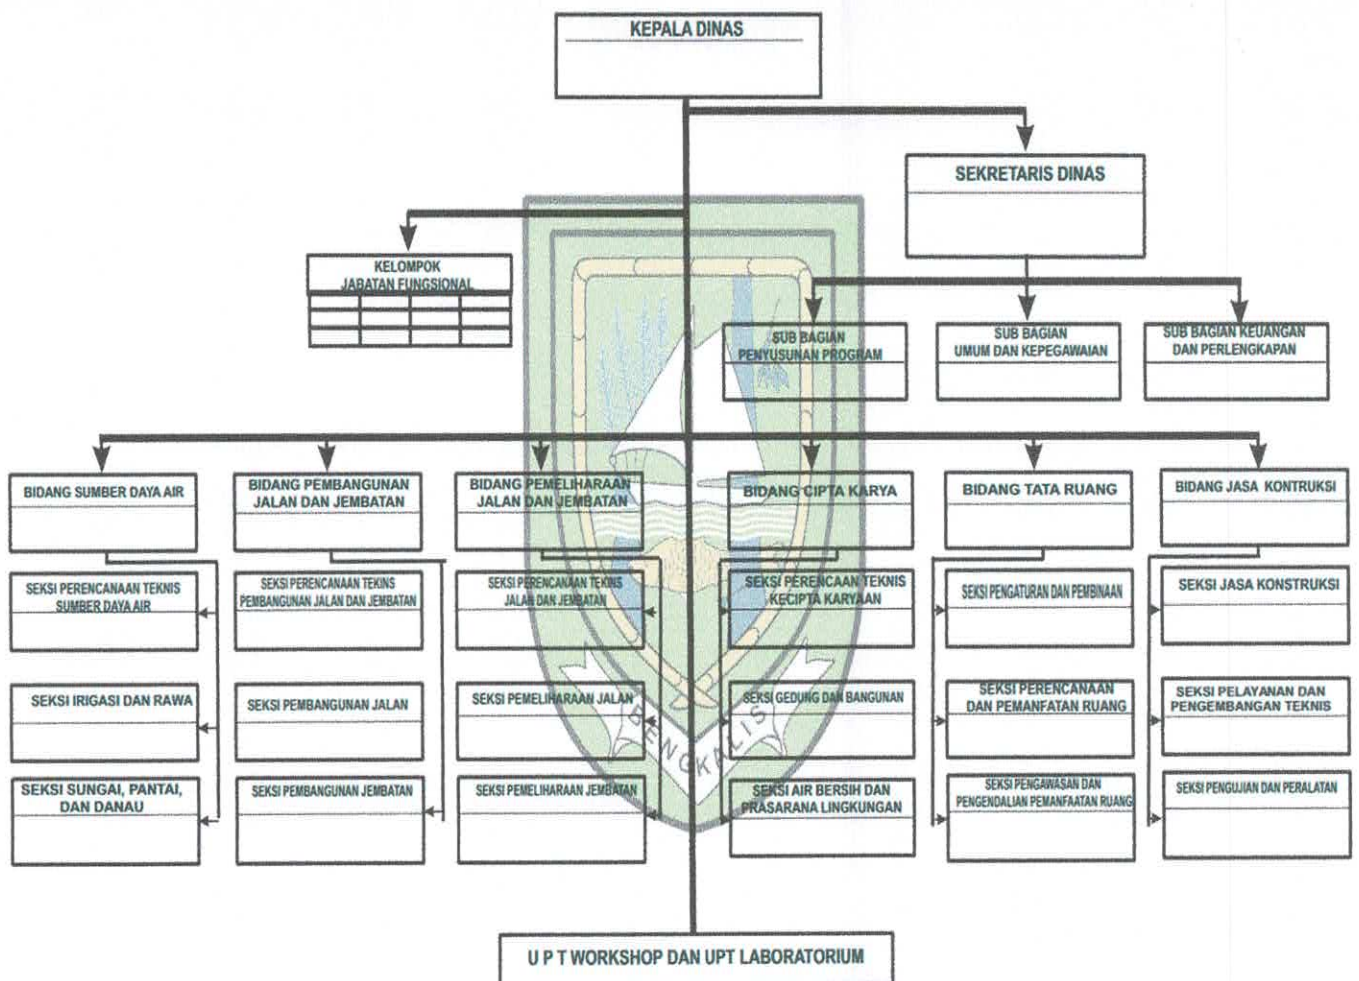 KEPALA DINAS
SEKRETARIS DINAS
KELOMPOK
JABATAN FUNGSIONAL
SUB BAGIAN
PENYUSUNAN PROGRAM
SUB BAGIAN
UMUM DAN KEPEGAWAIAN
SUB BAGIAN KEUANGAN
DAN PERLENGKAPAN
BIDANG SUMBER DAYA AIR
BIDANG PEMBANGUNAN
JALAN DAN JEMBATAN
BIDANG PEMELIHARAAN
JALAN DAN JEMBATAN
BIDANG CIPTA KARYA
BIDANG TATA RUANG
BIDANG JASA KONTRUKSI
SEKSI PERENCANAAN TEKNIS
SUMBER DAYA AIR
SEKSI PERENCANAAN TEKINS
PEMBANGUNAN JALAN DAN JEMBATAN
SEKSI PERENCANAAN TEKINS
JALAN DAN JEMBATAN
SEKSI PERENCAAN TEKNIS
KECIPTA KARYAAN
SEKSI PENGATURAN DAN PEMBINAAN
SEKSI JASA KONSTRUKSI
SEKSI IRIGASI DAN RAWA
SEKSI PEMBANGUNAN JALAN
SEKSI PEMELIHARAAN JALAN
SEKSI GEDUNG DAN BANGUNAN
SEKSI PERENCANAAN
DAN PEMANFATAN RUANG
SEKSI PELAYANAN DAN
PENGEMBANGAN TEKNIS
BENGKALIS
SEKSI SUNGAI, PANTAI,
DAN DANAU
SEKSI PEMBANGUNAN JEMBATAN
SEKSI PEMELIHARAAN JEMBATAN
SEKSI AIR BERSIH DAN
PRASARANA LINGKUNGAN
SEKSI PENGAWASAN DAN
PENGENDALIAN PEMANFAATAN RUANG
SEKSI PENGUJIAN DAN PERALATAN
U P T WORKSHOP DAN UPT LABORATORIUM